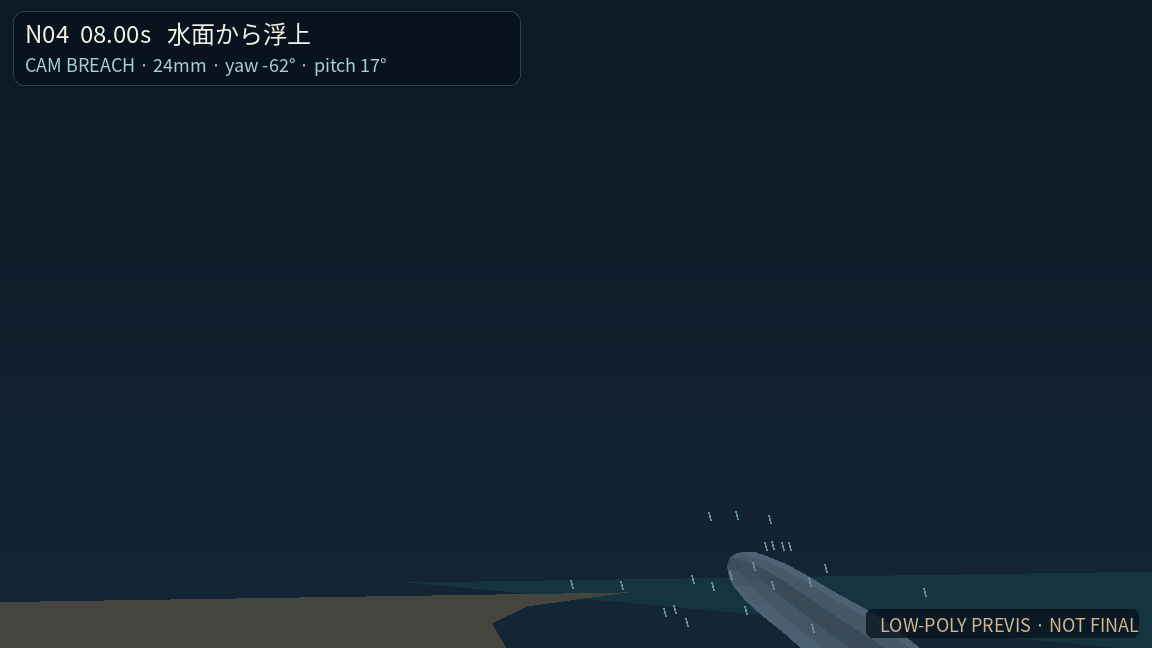 N04 08.00s 水面から浮上
CAM BREACH · 24mm · yaw -62° · pitch 17°
LOW-POLY PREVIS · NOT FINAL